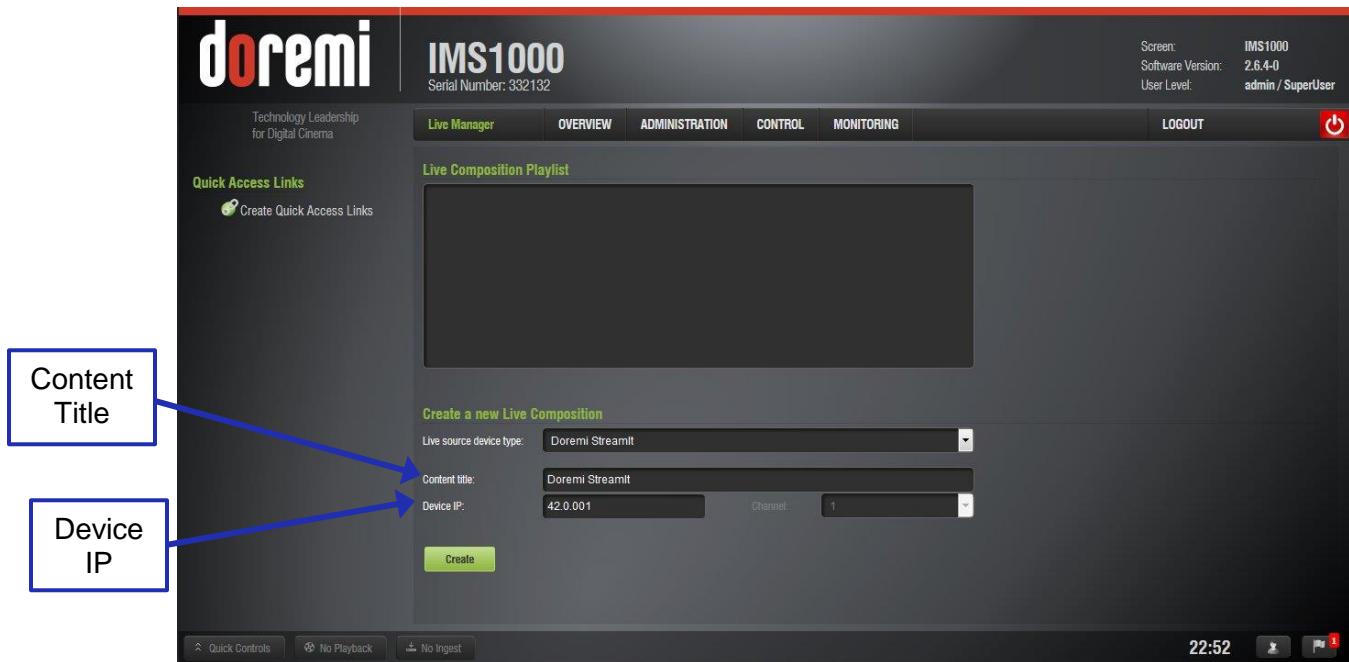 doremi
IMS1000
Serial Number: 332132
Screen: IMS1000
Software Version: 2.6.4-0
User Level: admin / SuperUser
Technology Leadership
for Digital Cinema
Live Manager OVERVIEW ADMINISTRATION CONTROL MONITORING LOGOUT
Quick Access Links
Create Quick Access Links
Live Composition Playlist
Content
Title
Create a new Live Composition
Live source device type: Doremi StreamIt
Content title: Doremi StreamIt
Device IP: 42.0.001 Channel: 1
Device
IP
Create
Quick Controls No Playback No Ingest 22:52 1